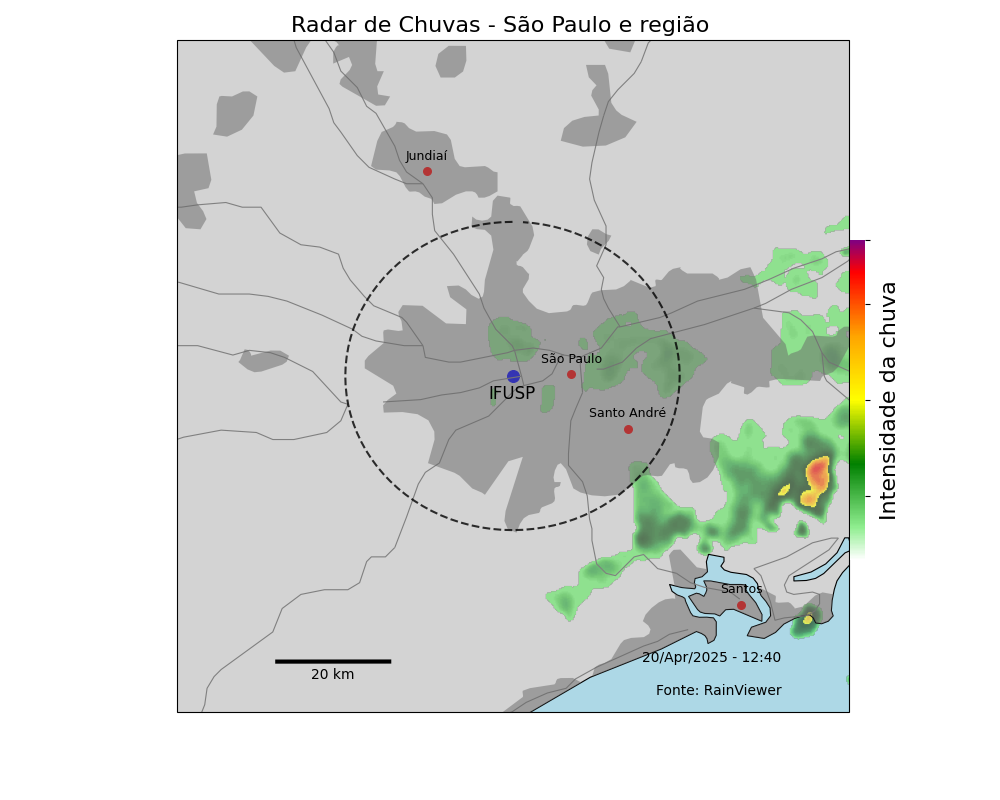 Radar de Chuvas - São Paulo e região
Jundiaí
São Paulo
IFUSP
Santo André
Intensidade da chuva
Santos
20/Apr/2025 - 12:40
20 km
Fonte: RainViewer